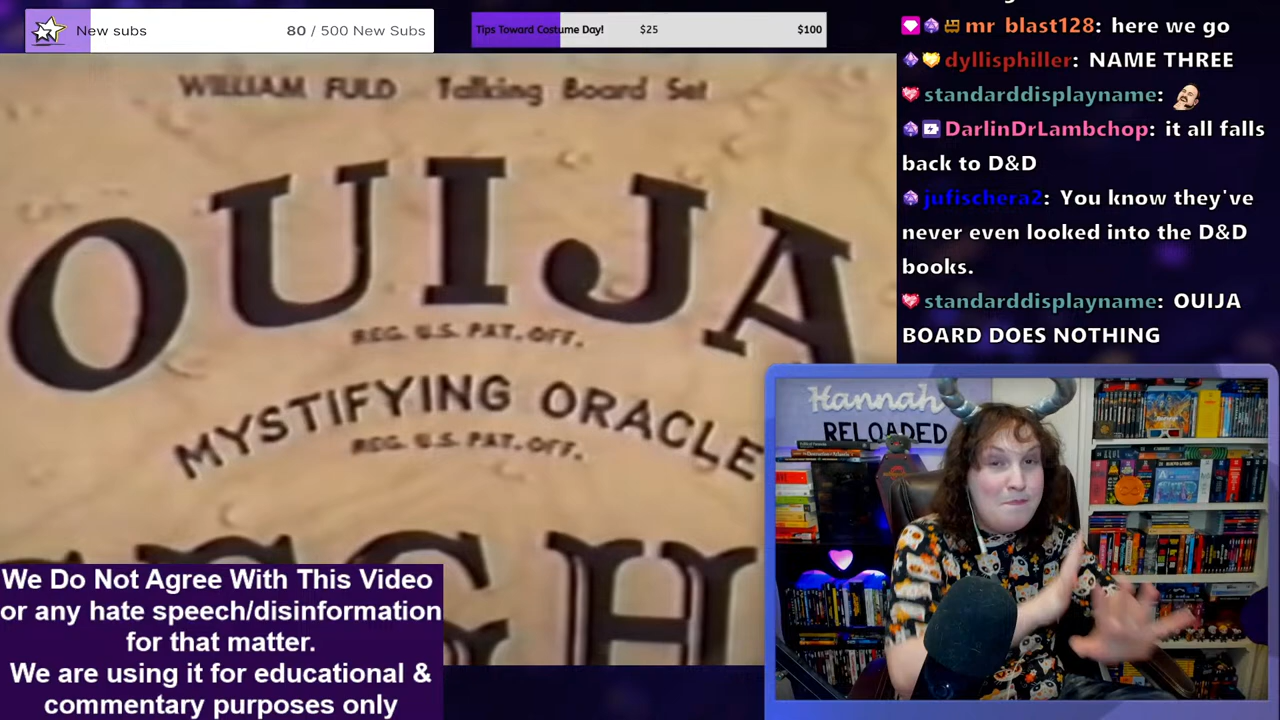 New subs 80 / 500 New Subs
Tips Toward Costume Day! $25 $100
WILLIAM FULD Talking Board Set
OUIJA
REG. U.S. PAT. OFF.
MYSTIFYING ORACLE
REG. U.S. PAT. OFF.
G H
We Do Not Agree With This Video
or any hate speech/disinformation
for that matter.
We are using it for educational &
commentary purposes only
mr_blast128: here we go
dyllisphiller: NAME THREE
standarddisplayname:
DarlinDrLambchop: it all falls
back to D&D
jufischera2: You know they've
never even looked into the D&D
books.
standarddisplayname: OUIJA
BOARD DOES NOTHING
Hannah
RELOADED